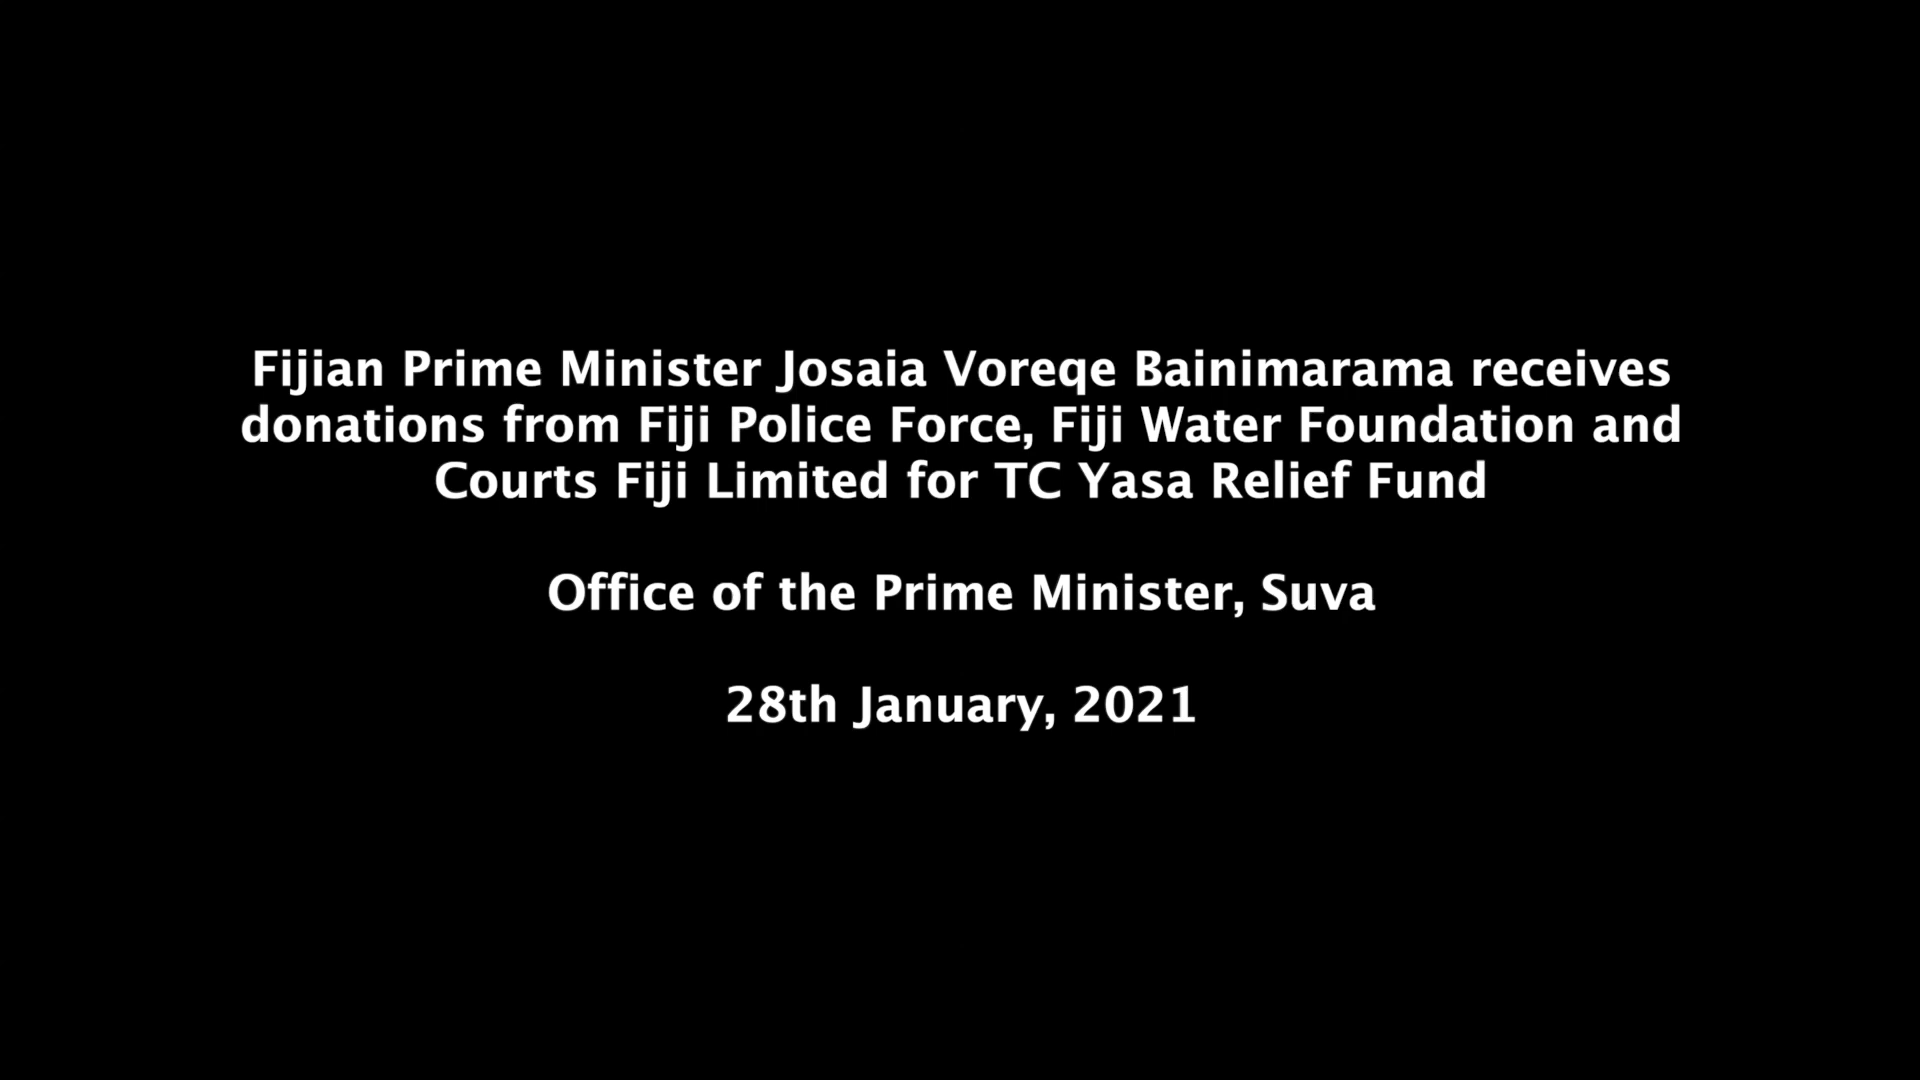 Fijian Prime Minister Josaia Voreqe Bainimarama receives
donations from Fiji Police Force, Fiji Water Foundation and
Courts Fiji Limited for TC Yasa Relief Fund
Office of the Prime Minister, Suva
28th January, 2021